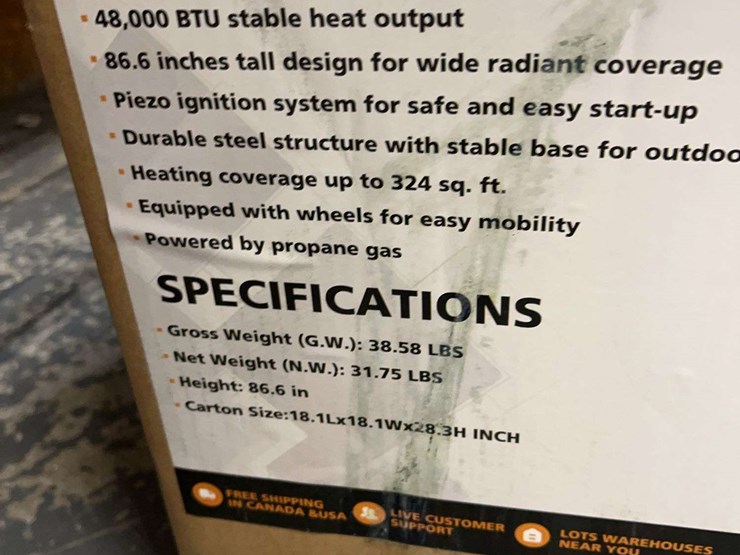 48,000 BTU stable heat output
86.6 inches tall design for wide radiant coverage
Piezo ignition system for safe and easy start-up
Durable steel structure with stable base for outdoo
Heating coverage up to 324 sq. ft.
Equipped with wheels for easy mobility
Powered by propane gas
SPECIFICATIONS
Gross Weight (G.W.): 38.58 LBS
Net Weight (N.W.): 31.75 LBS
Height: 86.6 in
Carton Size:18.1Lx18.1Wx28.3H INCH
FREE SHIPPING
IN CANADA &USA
LIVE CUSTOMER
SUPPORT
LOTS WAREHOUSES
NEAR YOU